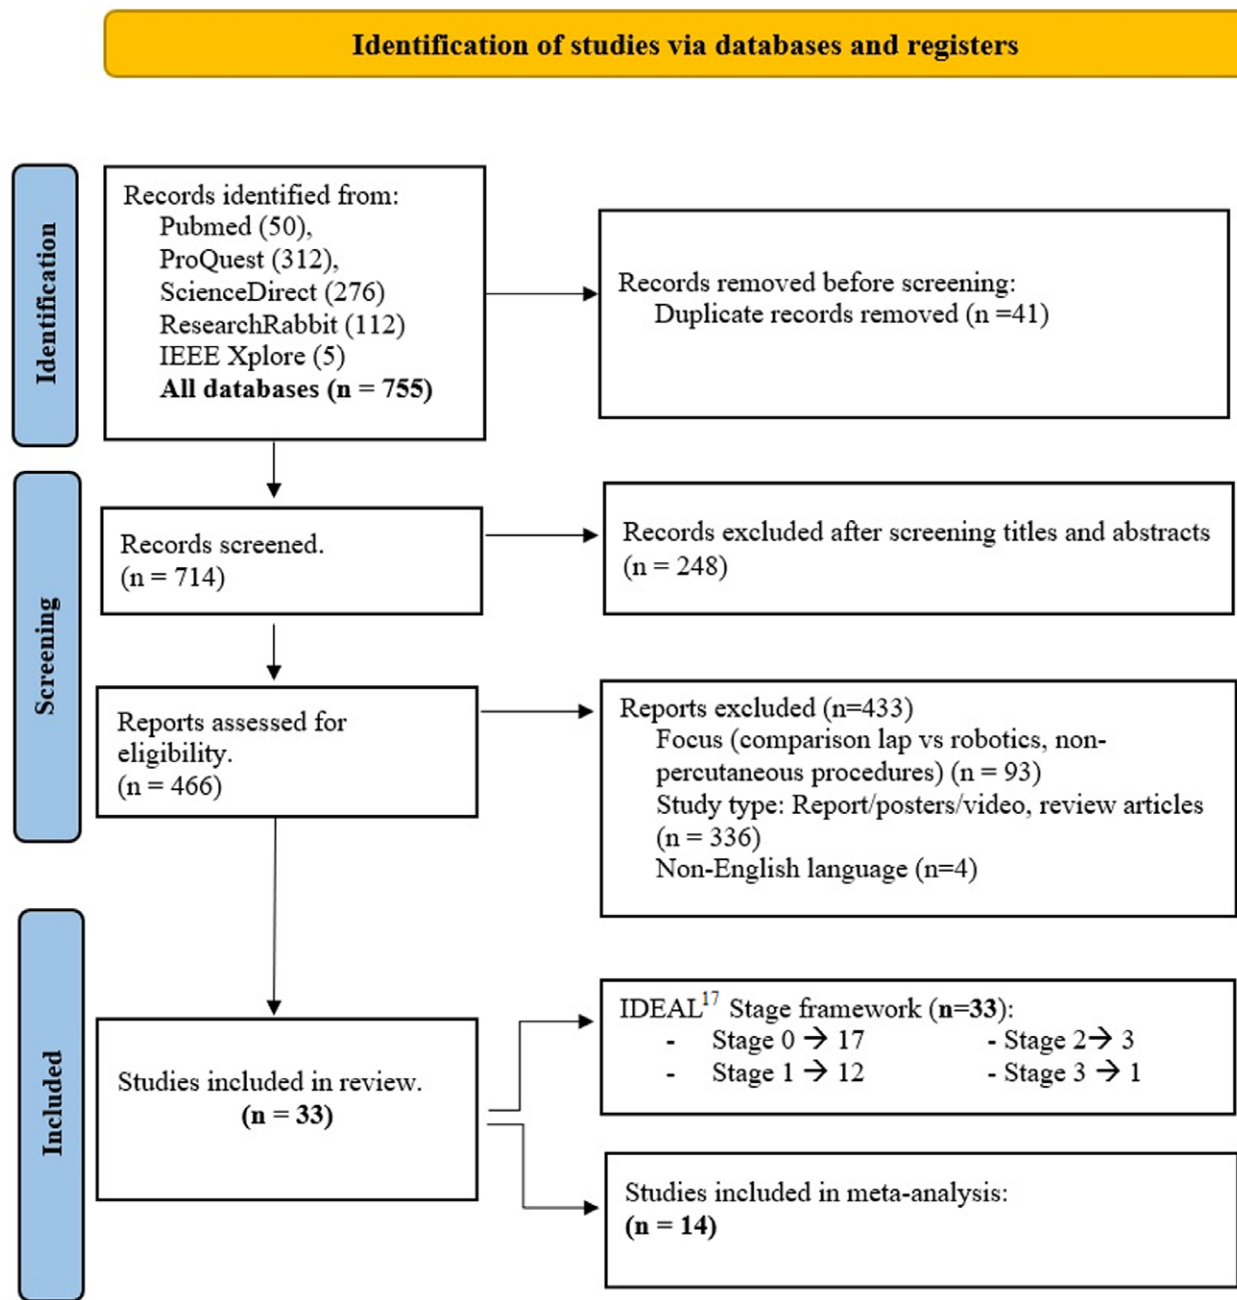 Identification of studies via databases and registers
Identification
Records identified from:
Pubmed (50),
ProQuest (312),
ScienceDirect (276)
ResearchRabbit (112)
IEEE Xplore (5)
All databases (n = 755)
Records removed before screening:
Duplicate records removed (n =41)
Screening
Records screened.
(n = 714)
Records excluded after screening titles and abstracts
(n = 248)
Reports assessed for
eligibility.
(n = 466)
Reports excluded (n=433)
Focus (comparison lap vs robotics, non-
percutaneous procedures) (n = 93)
Study type: Report/posters/video, review articles
(n = 336)
Non-English language (n=4)
Included
Studies included in review.
(n = 33)
IDEAL17 Stage framework (n=33):
- Stage 0 → 17 - Stage 2→ 3
- Stage 1 → 12 - Stage 3 → 1
Studies included in meta-analysis:
(n = 14)